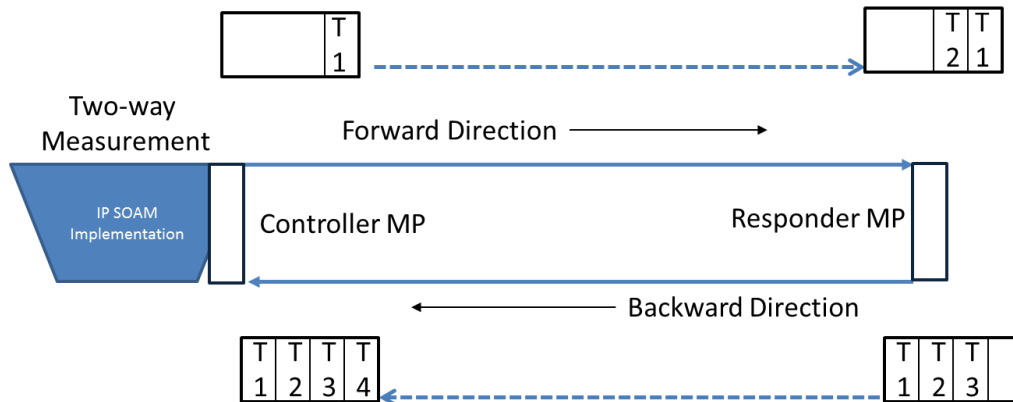 T T T
1 2 1
Two-way
Measurement
Forward Direction
IP SOAM
Implementation
Controller MP
Responder MP
Backward Direction
T T T T T T T
1 2 3 4 1 2 3